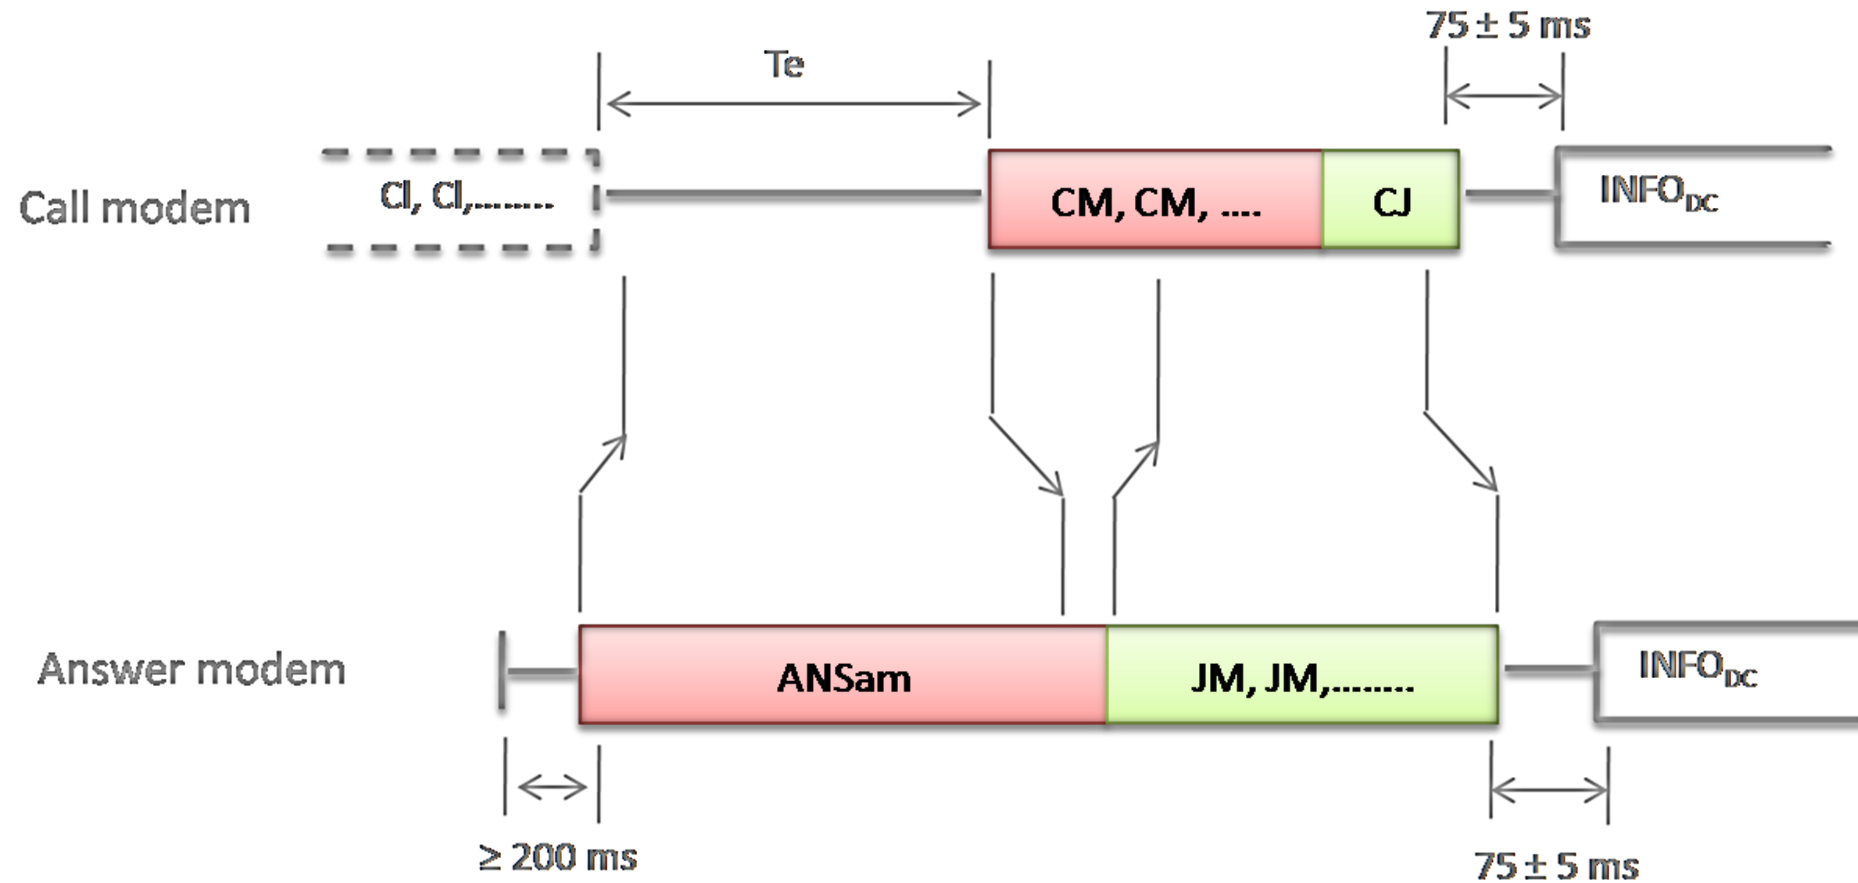 75 ± 5 ms
Te
Call modem
CI, CI,.........
CM, CM, ....
CJ
INFODC
Answer modem
ANSam
JM, JM,.........
INFODC
≥ 200 ms
75 ± 5 ms